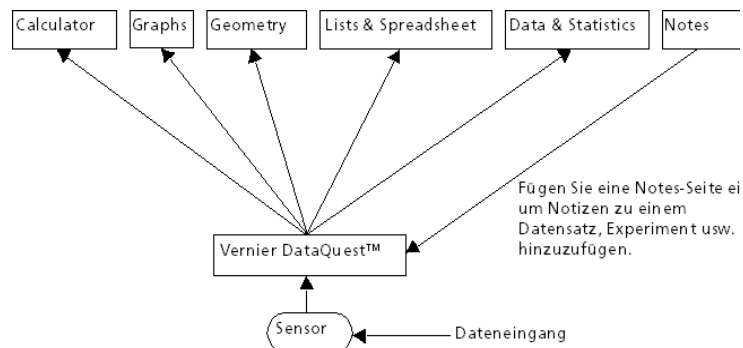 Calculator
Graphs
Geometry
Lists & Spreadsheet
Data & Statistics
Notes
Fügen Sie eine Notes-Seite ei
um Notizen zu einem
Datensatz, Experiment usw.
hinzuzufügen.
Vernier DataQuest™
Sensor
Dateneingang